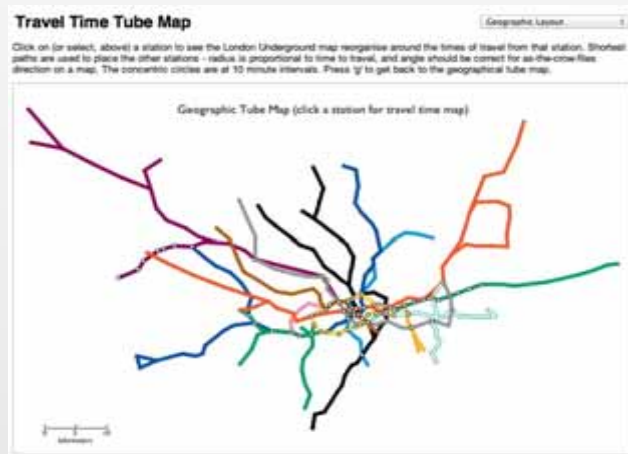 Travel Time Tube Map
Geographic Layout
Click on (or select, above) a station to see the London Underground map reorganise around the times of travel from that station. Shortest
paths are used to place the other stations - radius is proportional to time to travel, and angle should be correct for as-the-crow-flies
direction on a map. The concentric circles are at 10 minute intervals. Press 'g' to get back to the geographical tube map.
Geographic Tube Map (click a station for travel time map)
kilometers